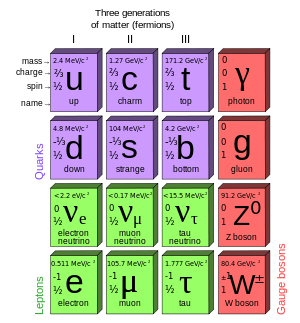 Three generations
of matter (fermions)
I II III
mass→ 2.4 MeV/c² 1.27 GeV/c² 171.2 GeV/c² 0
charge→ ⅔ ⅔ ⅔ 0
spin→ ½ u ½ c ½ t 1 γ
name→ up charm top photon
Quarks
4.8 MeV/c² 104 MeV/c² 4.2 GeV/c² 0
-⅓ -⅓ -⅓ 0
½ d ½ s ½ b 1 g
down strange bottom gluon
<2.2 eV/c² <0.17 MeV/c² <15.5 MeV/c² 91.2 GeV/c²
0 0 0 0
½ νe ½ νμ ½ ντ 1 Z⁰
electron neutrino muon neutrino tau neutrino Z boson
Leptons
0.511 MeV/c² 105.7 MeV/c² 1.777 GeV/c² 80.4 GeV/c²
-1 -1 -1 ±1
½ e ½ μ ½ τ 1 W±
electron muon tau W boson
Gauge bosons